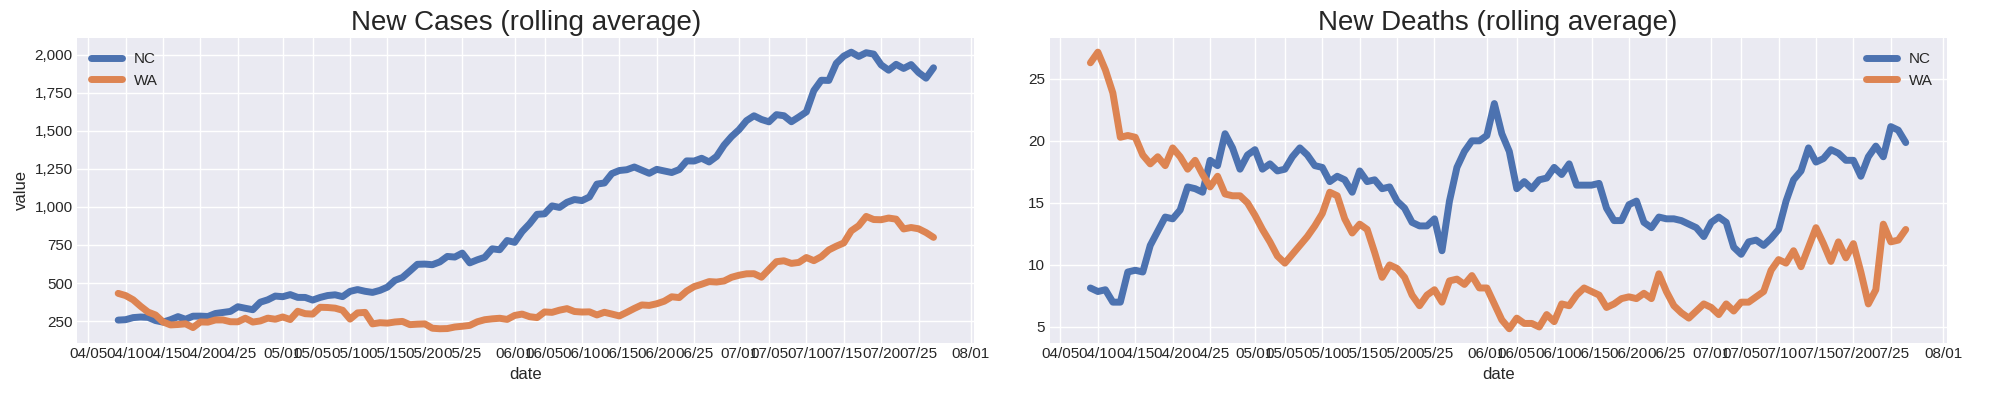 New Cases (rolling average)
NC
WA
2,000
1,750
1,500
1,250
1,000
750
500
250
value
04/05 04/10 04/15 04/20 04/25 05/01 05/05 05/10 05/15 05/20 05/25 06/01 06/05 06/10 06/15 06/20 06/25 07/01 07/05 07/10 07/15 07/20 07/25 08/01
date
New Deaths (rolling average)
NC
WA
25
20
15
10
5
04/05 04/10 04/15 04/20 04/25 05/01 05/05 05/10 05/15 05/20 05/25 06/01 06/05 06/10 06/15 06/20 06/25 07/01 07/05 07/10 07/15 07/20 07/25 08/01
date